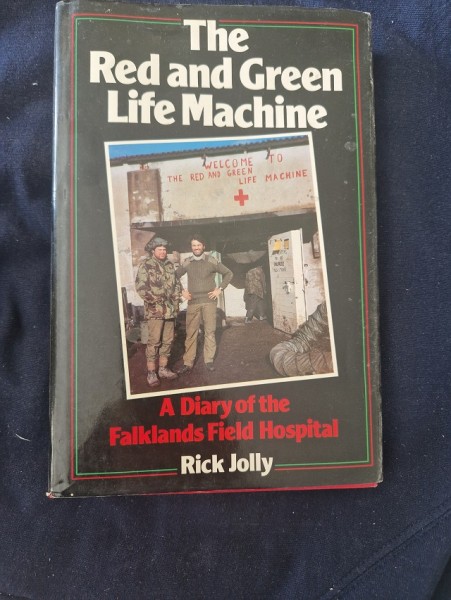 The
Red and Green
Life Machine
WELCOME TO
THE RED AND GREEN
LIFE MACHINE
A Diary of the
Falklands Field Hospital
Rick Jolly